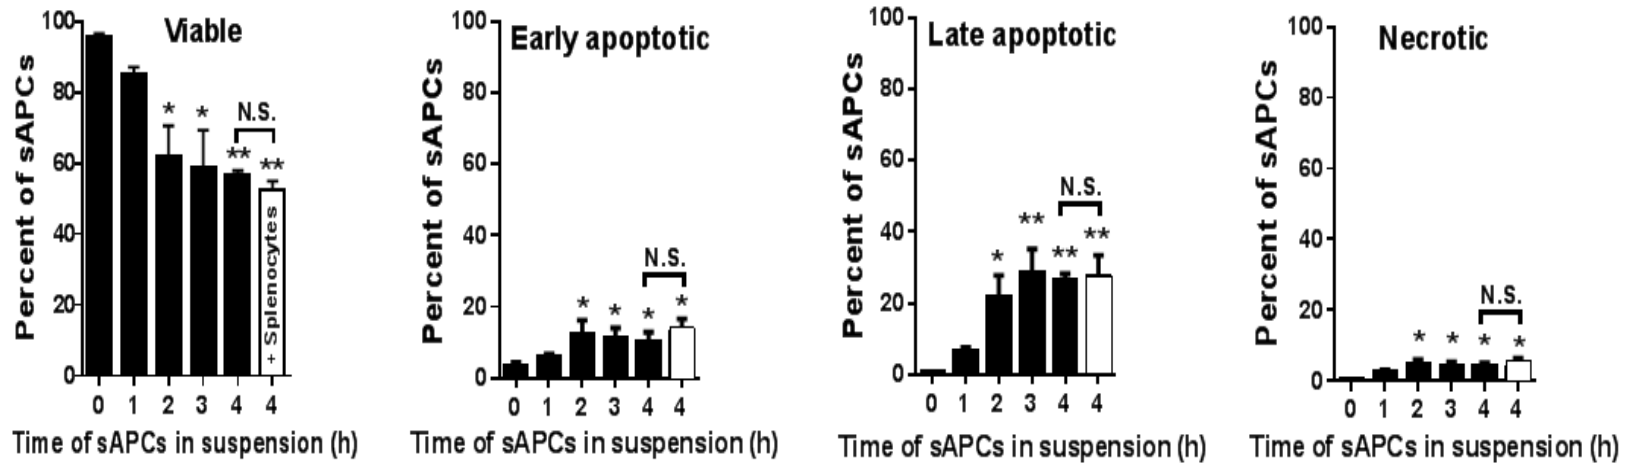 Viable
Percent of sAPCs
100
80
60
40
20
0
* * ** **
N.S.
+ Splenocytes
0 1 2 3 4 4
Time of sAPCs in suspension (h)
Early apoptotic
Percent of sAPCs
100
80
60
40
20
0
* * * *
N.S.
0 1 2 3 4 4
Time of sAPCs in suspension (h)
Late apoptotic
Percent of sAPCs
100
80
60
40
20
0
* ** ** **
N.S.
0 1 2 3 4 4
Time of sAPCs in suspension (h)
Necrotic
Percent of sAPCs
100
80
60
40
20
0
* * * *
N.S.
0 1 2 3 4 4
Time of sAPCs in suspension (h)